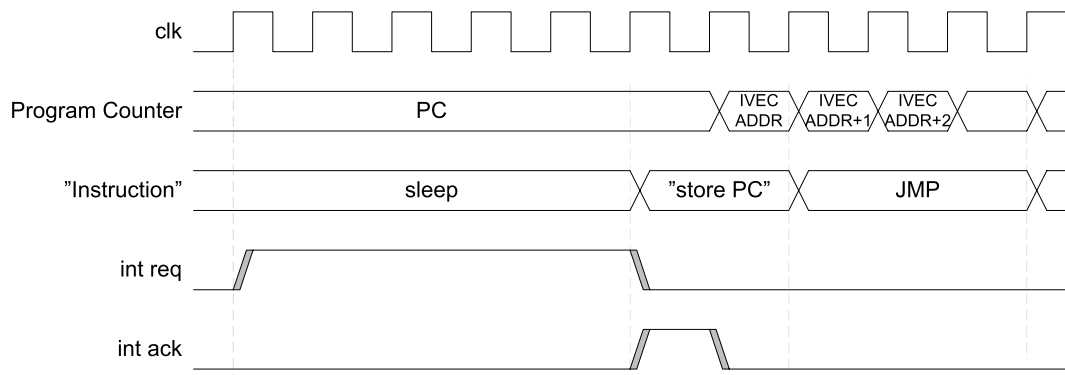 clk
Program Counter
PC
IVEC
ADDR
IVEC
ADDR+1
IVEC
ADDR+2
”Instruction”
sleep
”store PC”
JMP
int req
int ack